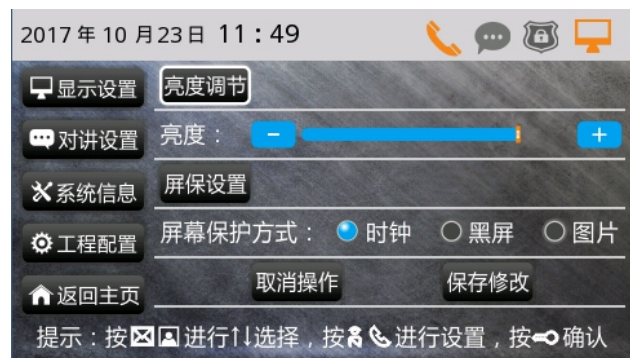 2017年10月23日 11:49
显示设置 亮度调节
对讲设置 亮度： - +
系统信息 屏保设置
工程配置 屏幕保护方式： 时钟 黑屏 图片
返回主页 取消操作 保存修改
提示：按进行↑↓选择，按进行设置，按确认